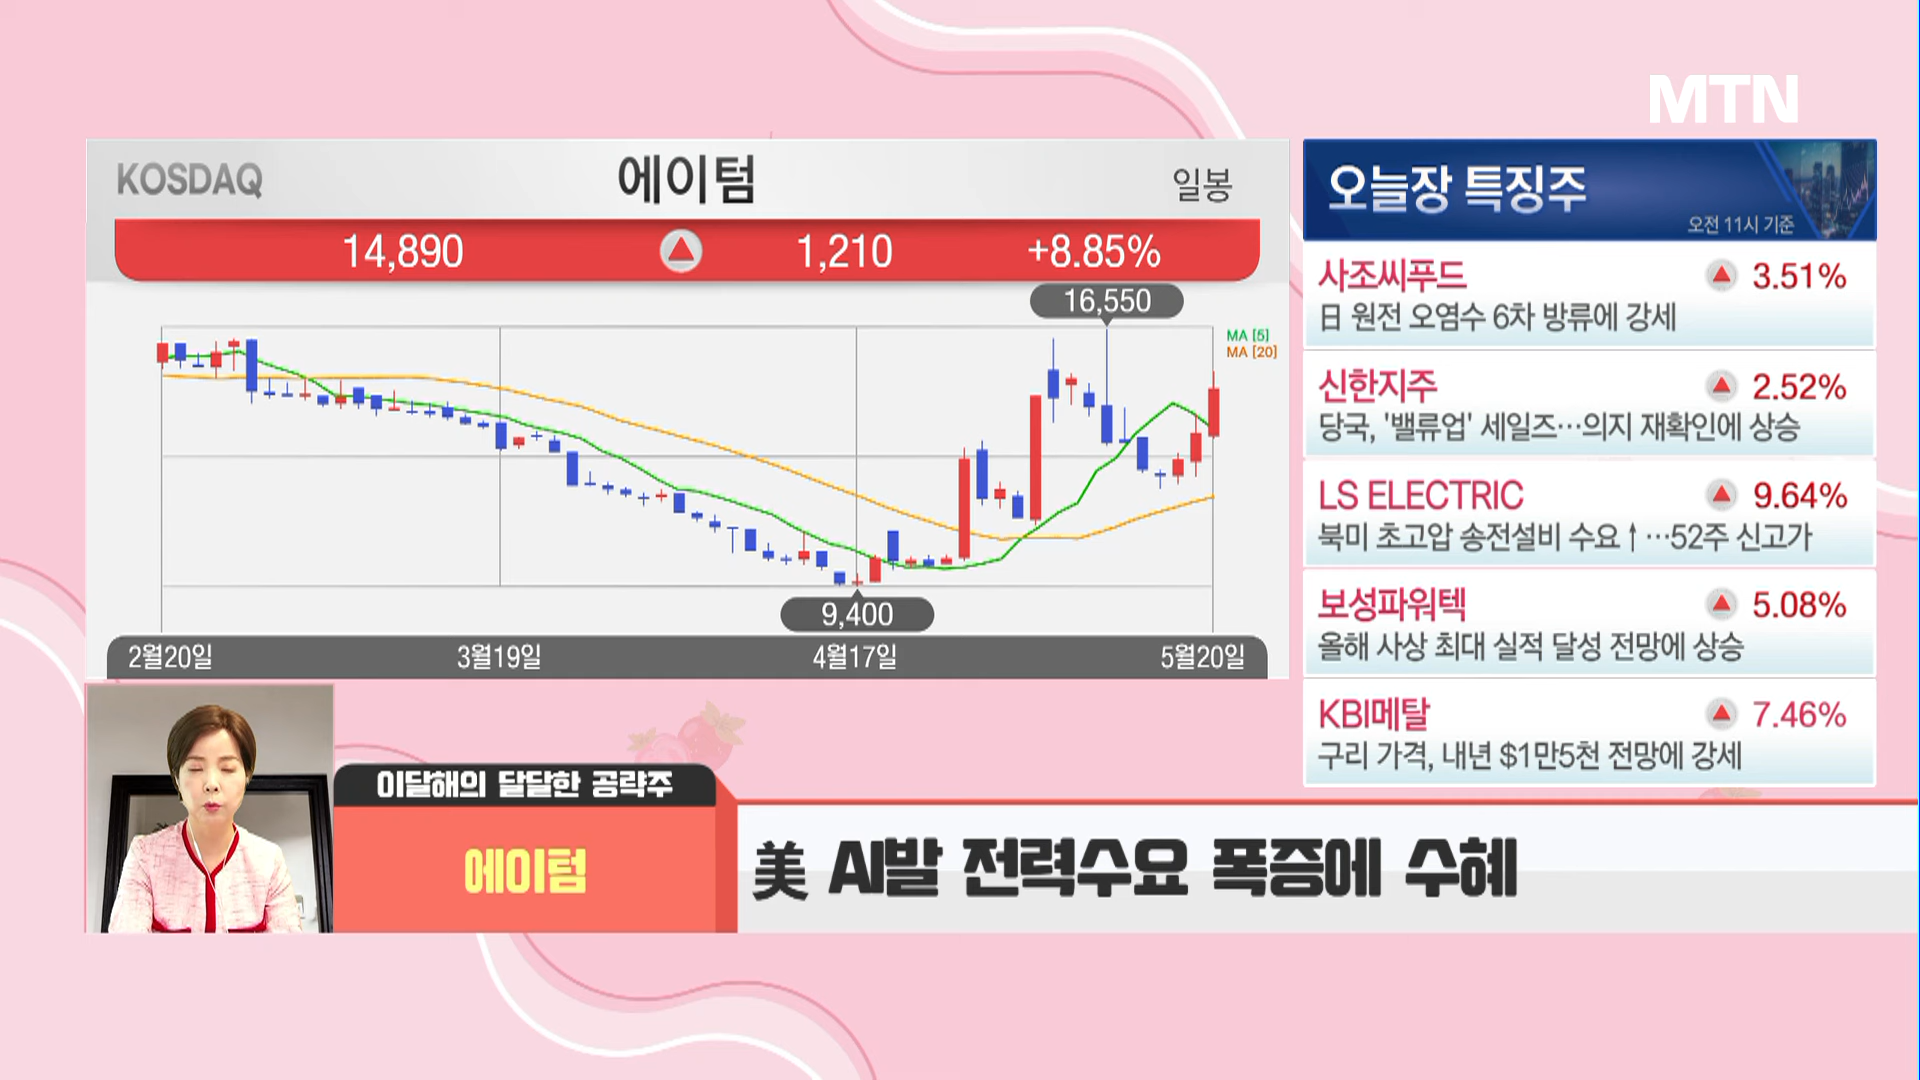 MTN
KOSDAQ 에이텀 일봉
14,890 ▲ 1,210 +8.85%
16,550
MA [5]
MA [20]
9,400
2월20일 3월19일 4월17일 5월20일
오늘장 특징주
오전 11시 기준
사조씨푸드 ▲ 3.51%
日 원전 오염수 6차 방류에 강세
신한지주 ▲ 2.52%
당국, '밸류업' 세일즈…의지 재확인에 상승
LS ELECTRIC ▲ 9.64%
북미 초고압 송전설비 수요↑…52주 신고가
보성파워텍 ▲ 5.08%
올해 사상 최대 실적 달성 전망에 상승
KBI메탈 ▲ 7.46%
구리 가격, 내년 $1만5천 전망에 강세
이달해의 달달한 공략주
에이텀
美 AI발 전력수요 폭증에 수혜